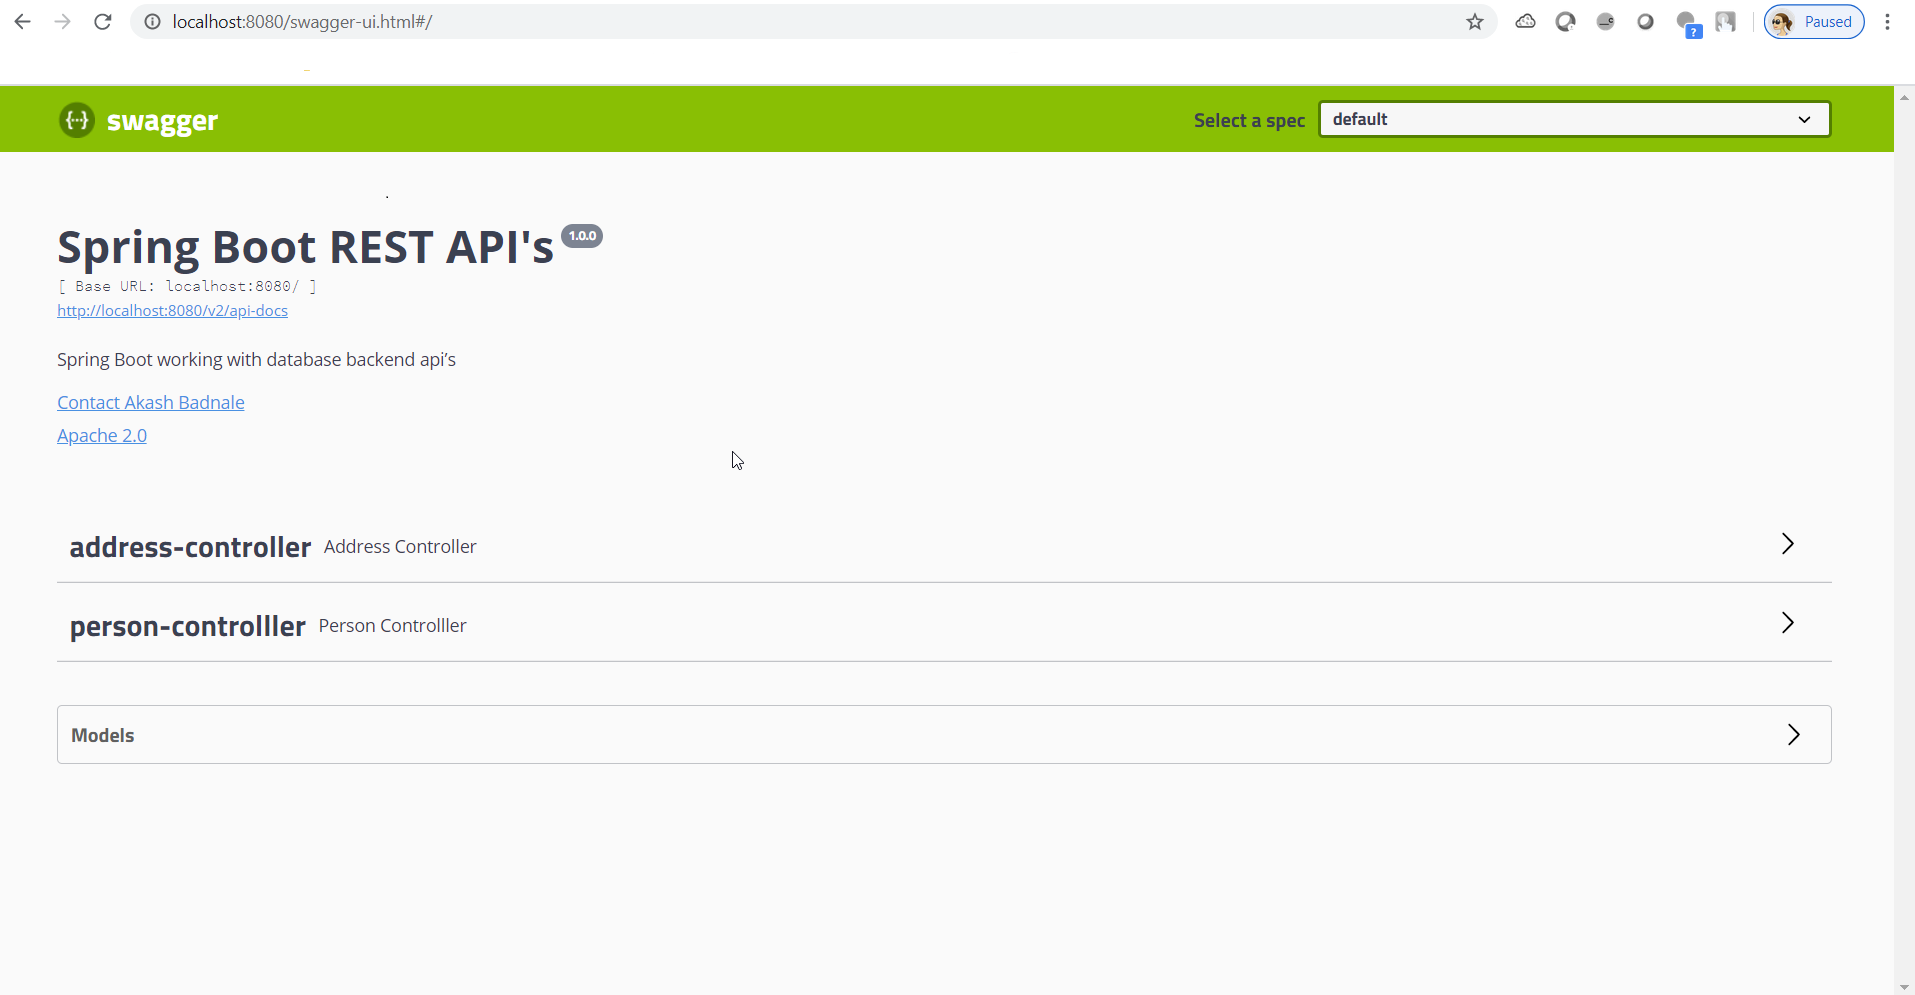 localhost:8080/swagger-ui.html#/
Paused
?
{···} swagger
Select a spec
default
Spring Boot REST API's 1.0.0
[ Base URL: localhost:8080/ ]
http://localhost:8080/v2/api-docs
Spring Boot working with database backend api’s
Contact Akash Badnale
Apache 2.0
address-controller Address Controller
person-controlller Person Controlller
Models